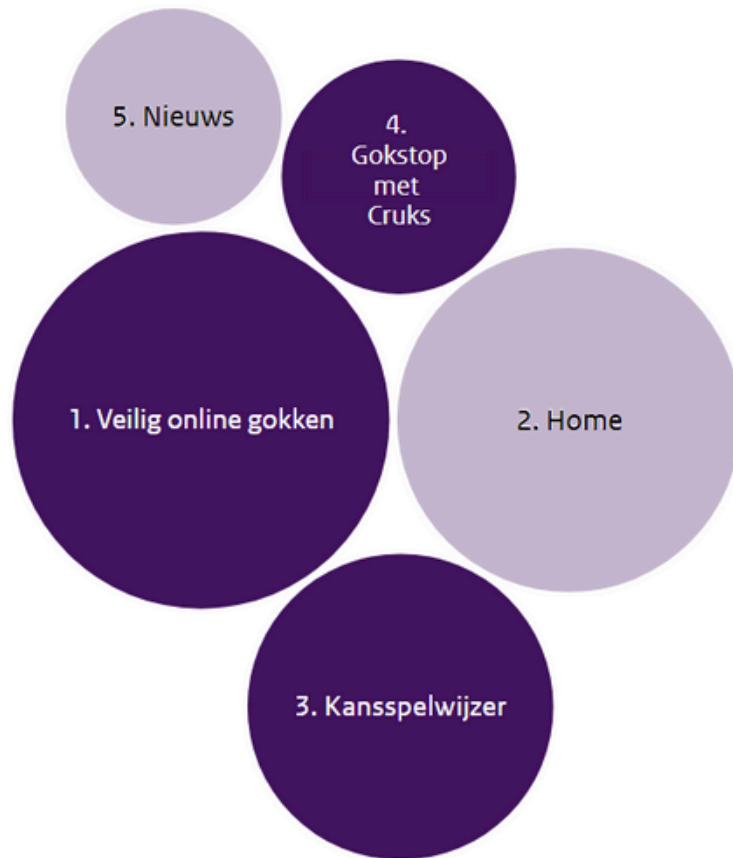 5. Nieuws
4.
Gokstop
met
Cruks
1. Veilig online gokken
2. Home
3. Kansspelwijzer